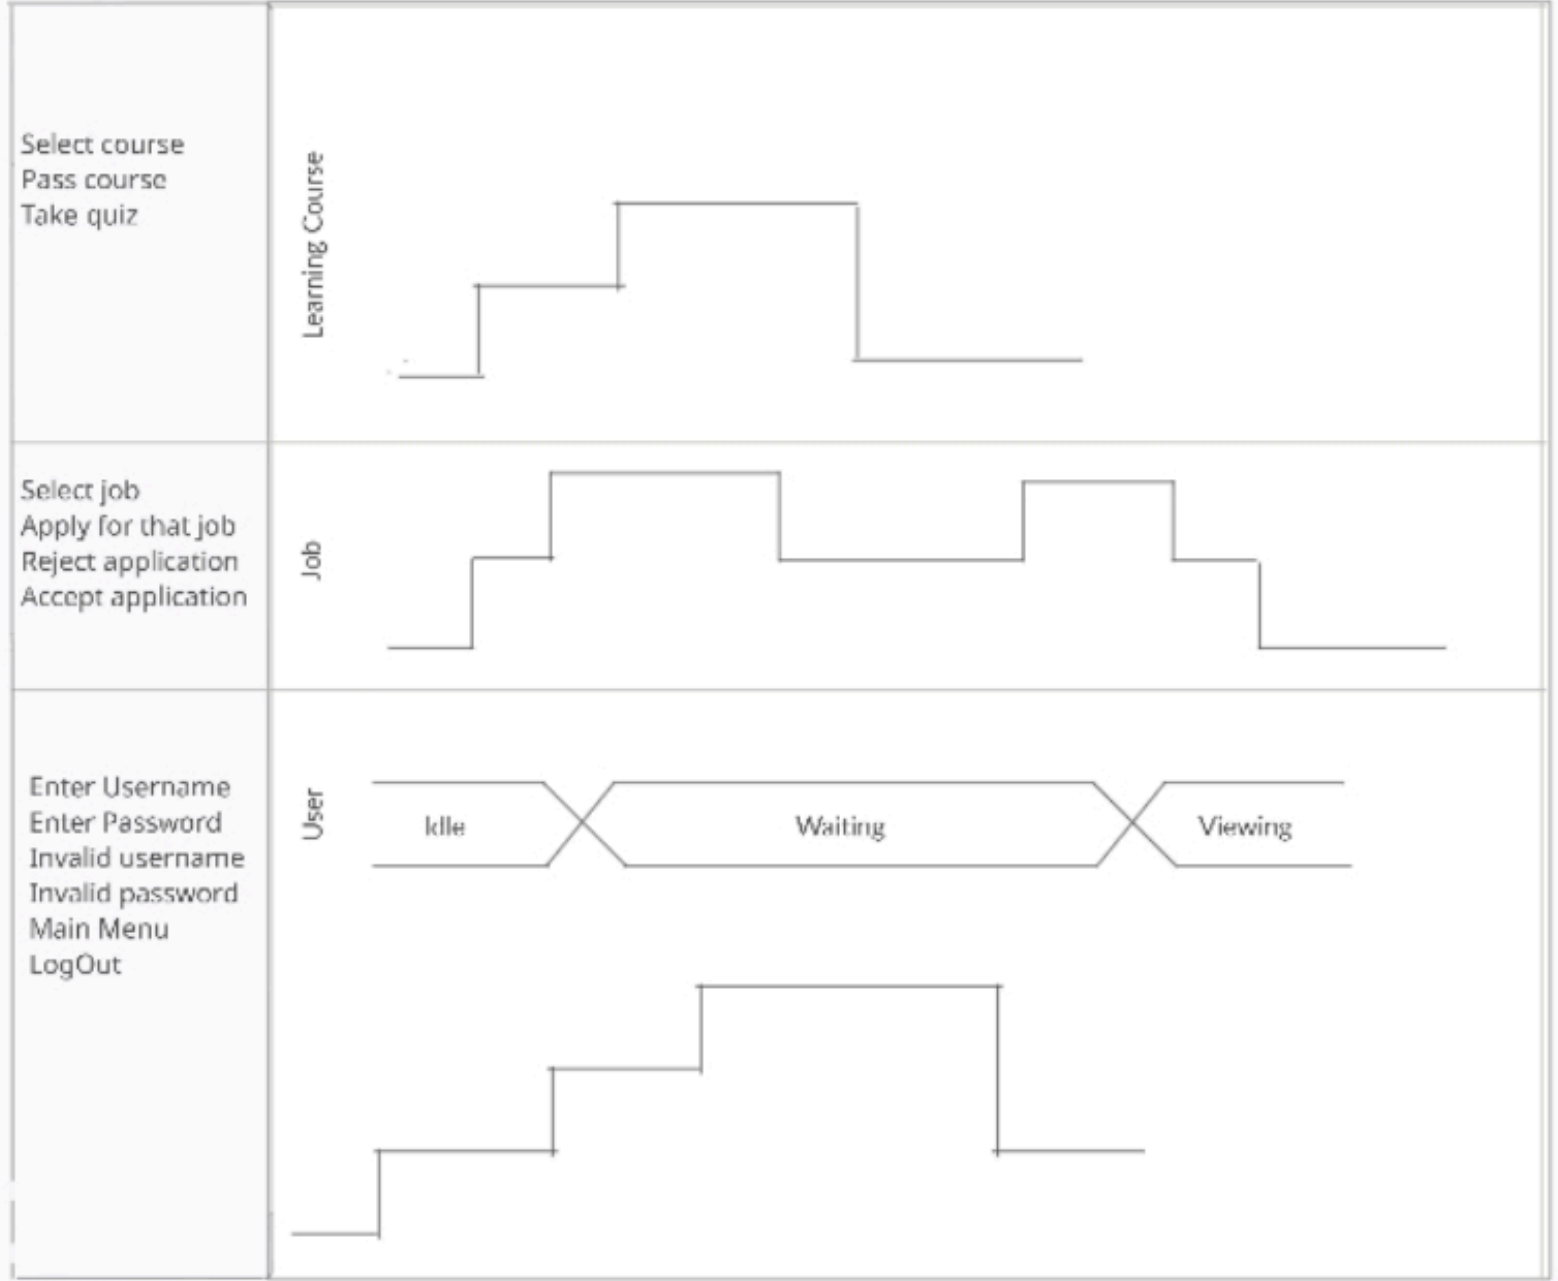 Select course
Pass course
Take quiz
Learning Course
Select job
Apply for that job
Reject application
Accept application
Job
Enter Username
Enter Password
Invalid username
Invalid password
Main Menu
LogOut
User
Idle
Waiting
Viewing